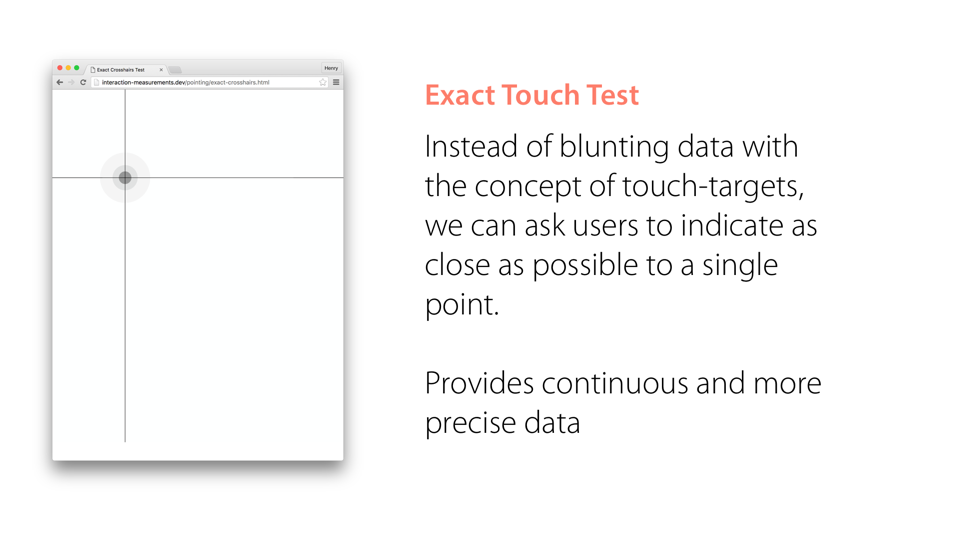 Exact Crosshairs Test
Henry
interaction-measurements.dev/pointing/exact-crosshairs.html
Exact Touch Test
Instead of blunting data with
the concept of touch-targets,
we can ask users to indicate as
close as possible to a single
point.
Provides continuous and more
precise data